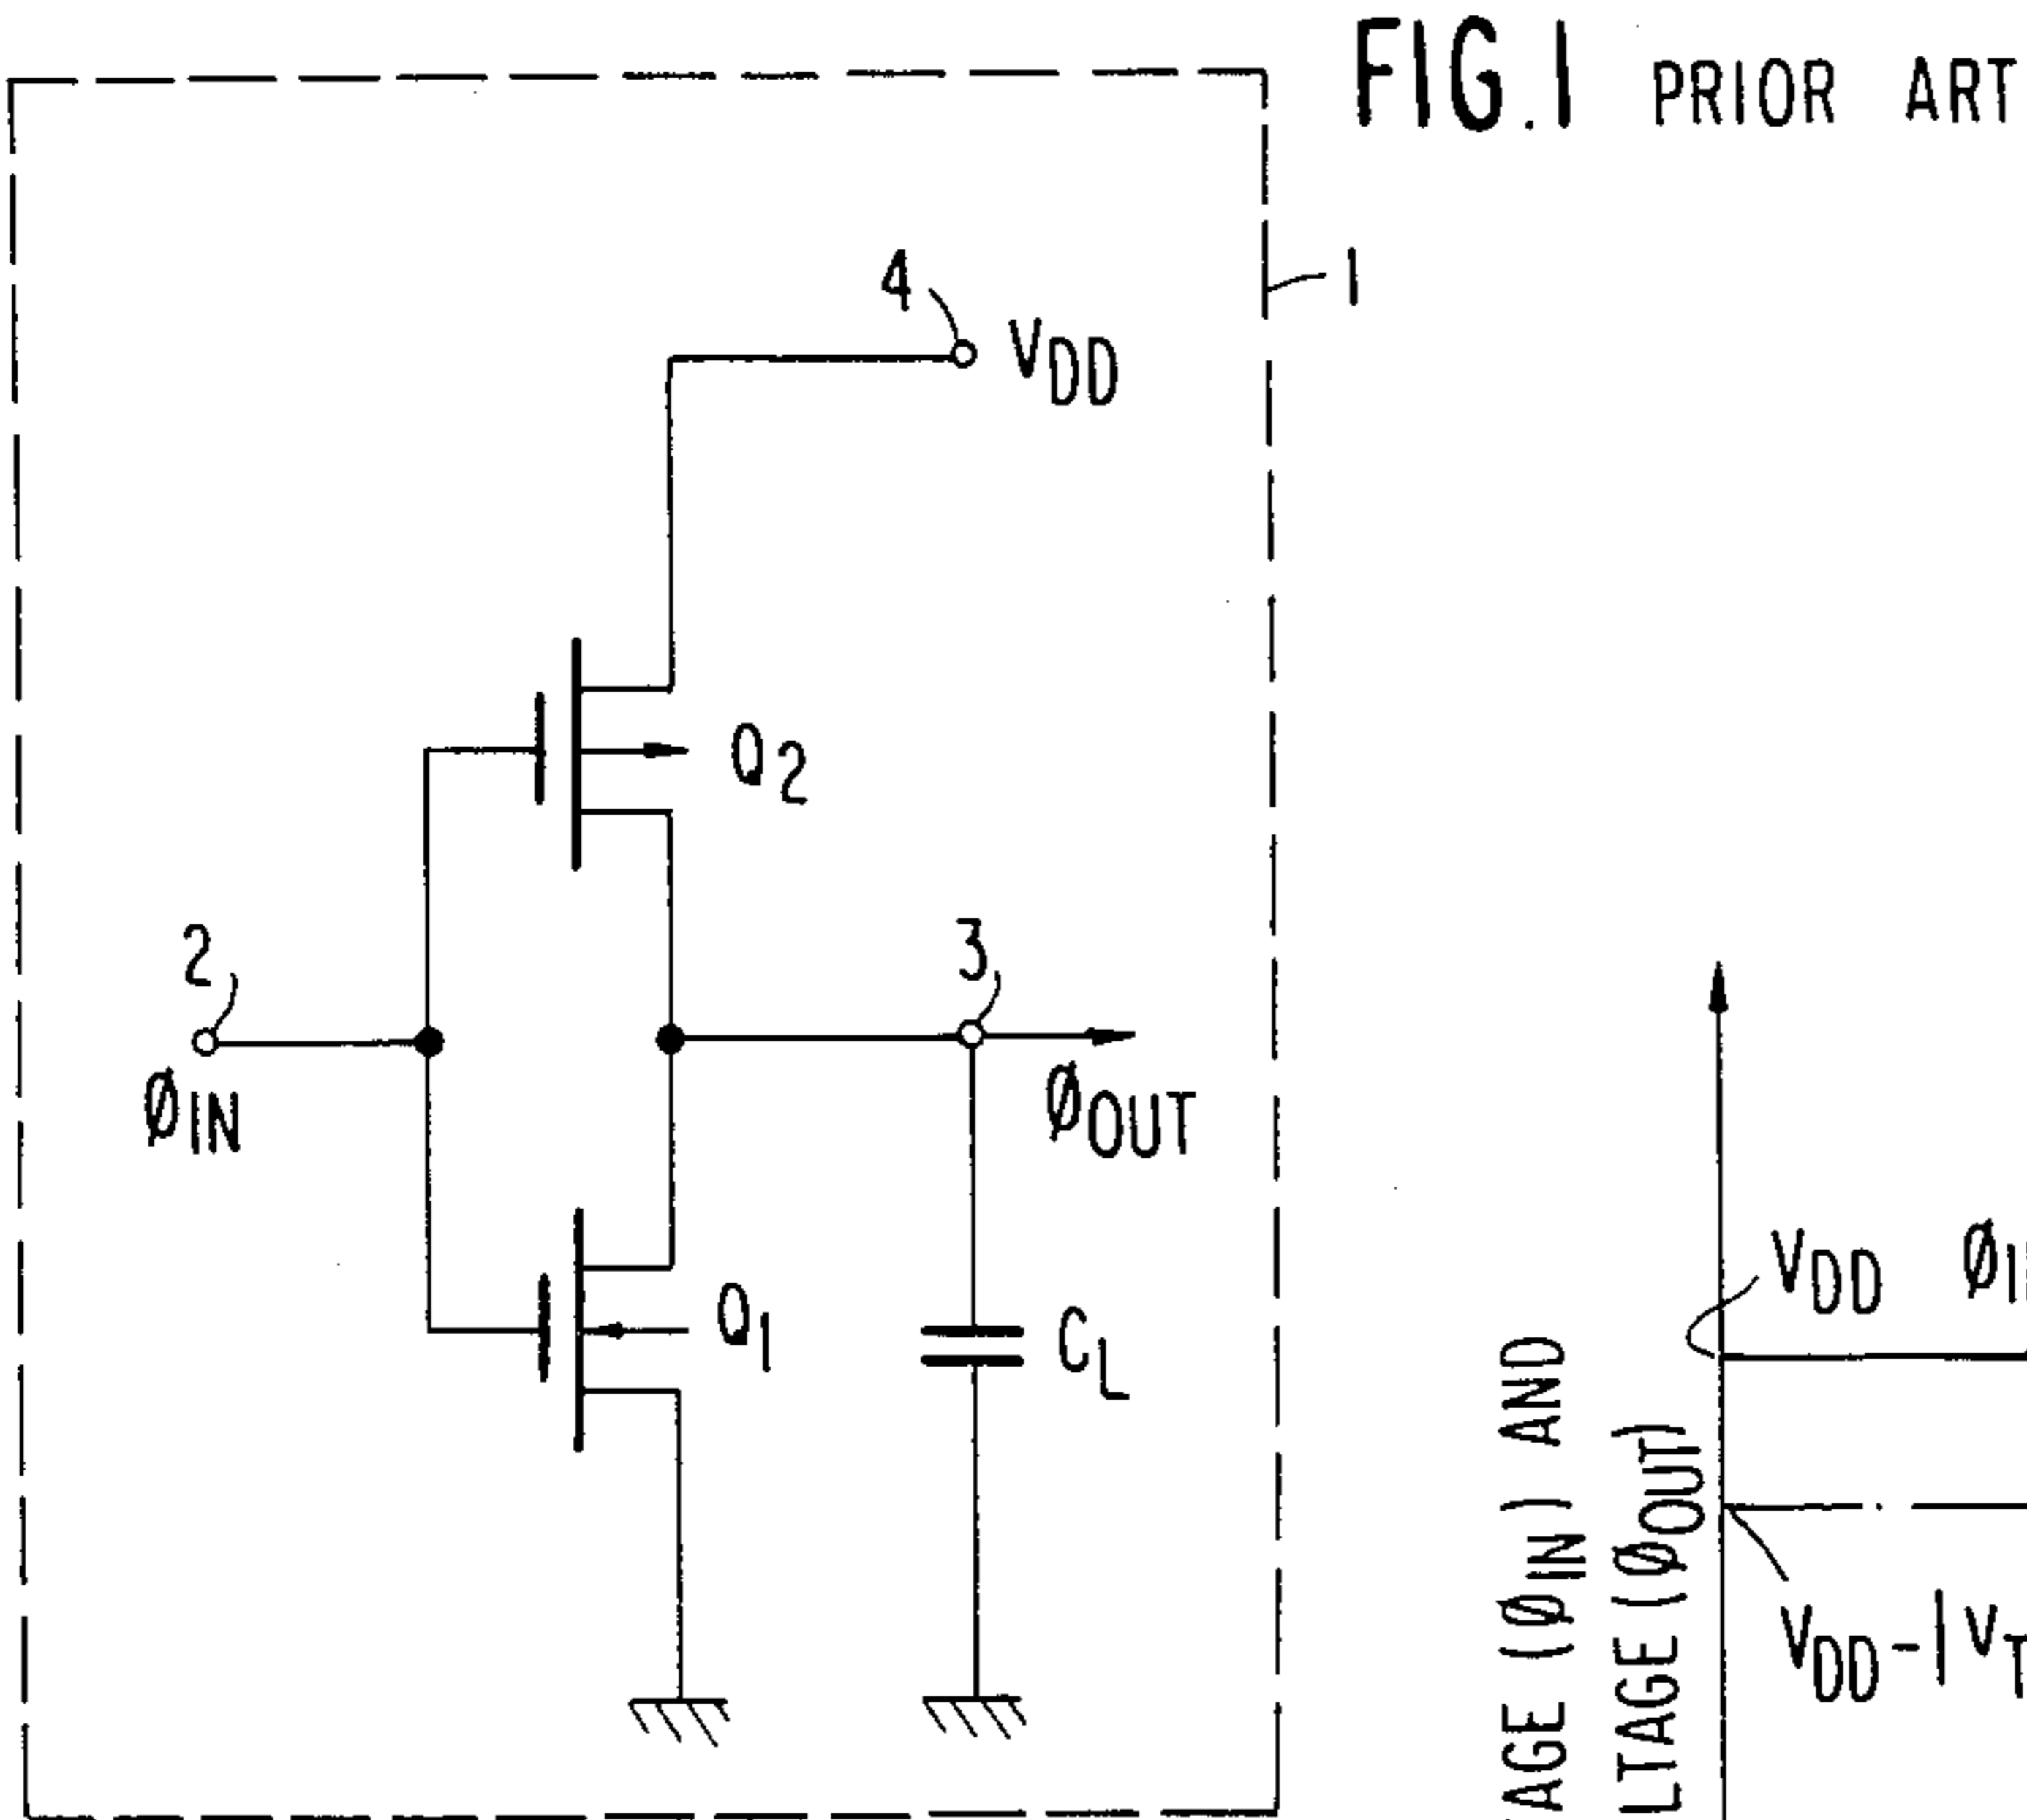 FIG.1 PRIOR ART
1
4
VDD
Q2
2
3
ØIN
ØOUT
Q1
CL
VDD
AGE (ØIN) AND
LTAGE (ØOUT)
VDD-|VT